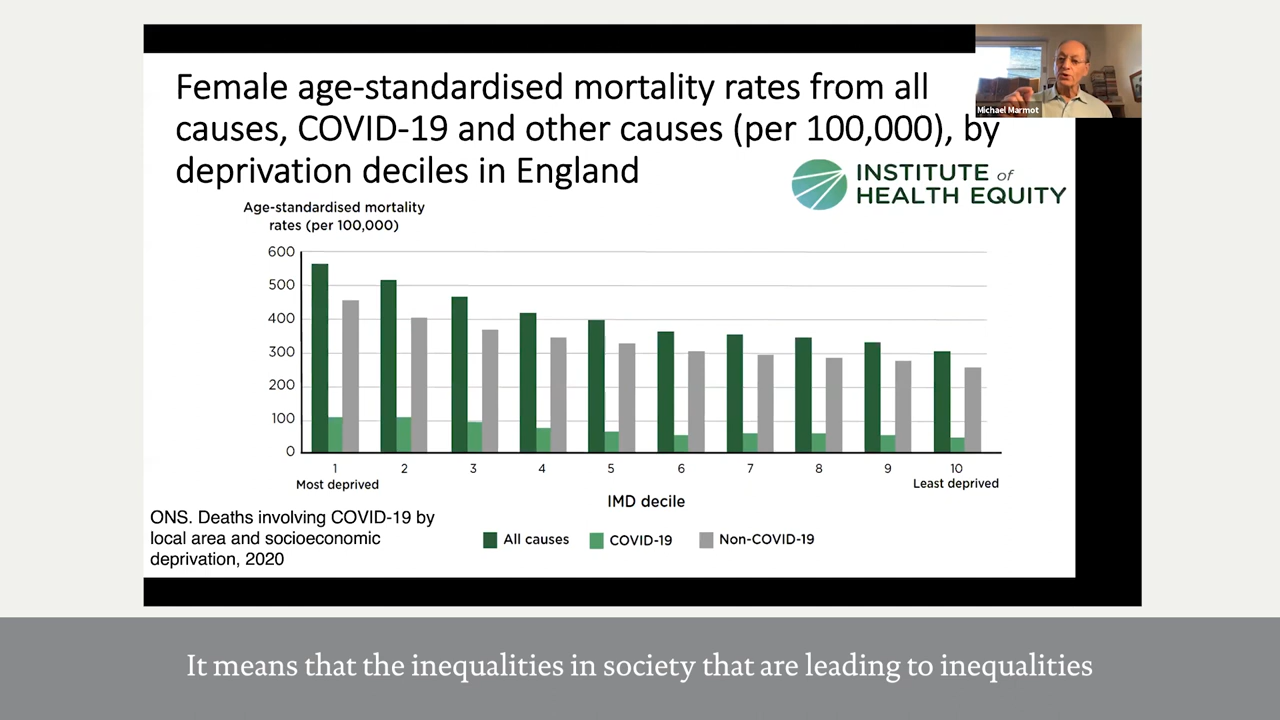 Female age-standardised mortality rates from all
causes, COVID-19 and other causes (per 100,000), by
deprivation deciles in England
Michael Marmot
INSTITUTE of
HEALTH EQUITY
Age-standardised mortality
rates (per 100,000)
600
500
400
300
200
100
0
1 2 3 4 5 6 7 8 9 10
Most deprived Least deprived
IMD decile
All causes COVID-19 Non-COVID-19
ONS. Deaths involving COVID-19 by
local area and socioeconomic
deprivation, 2020
It means that the inequalities in society that are leading to inequalities